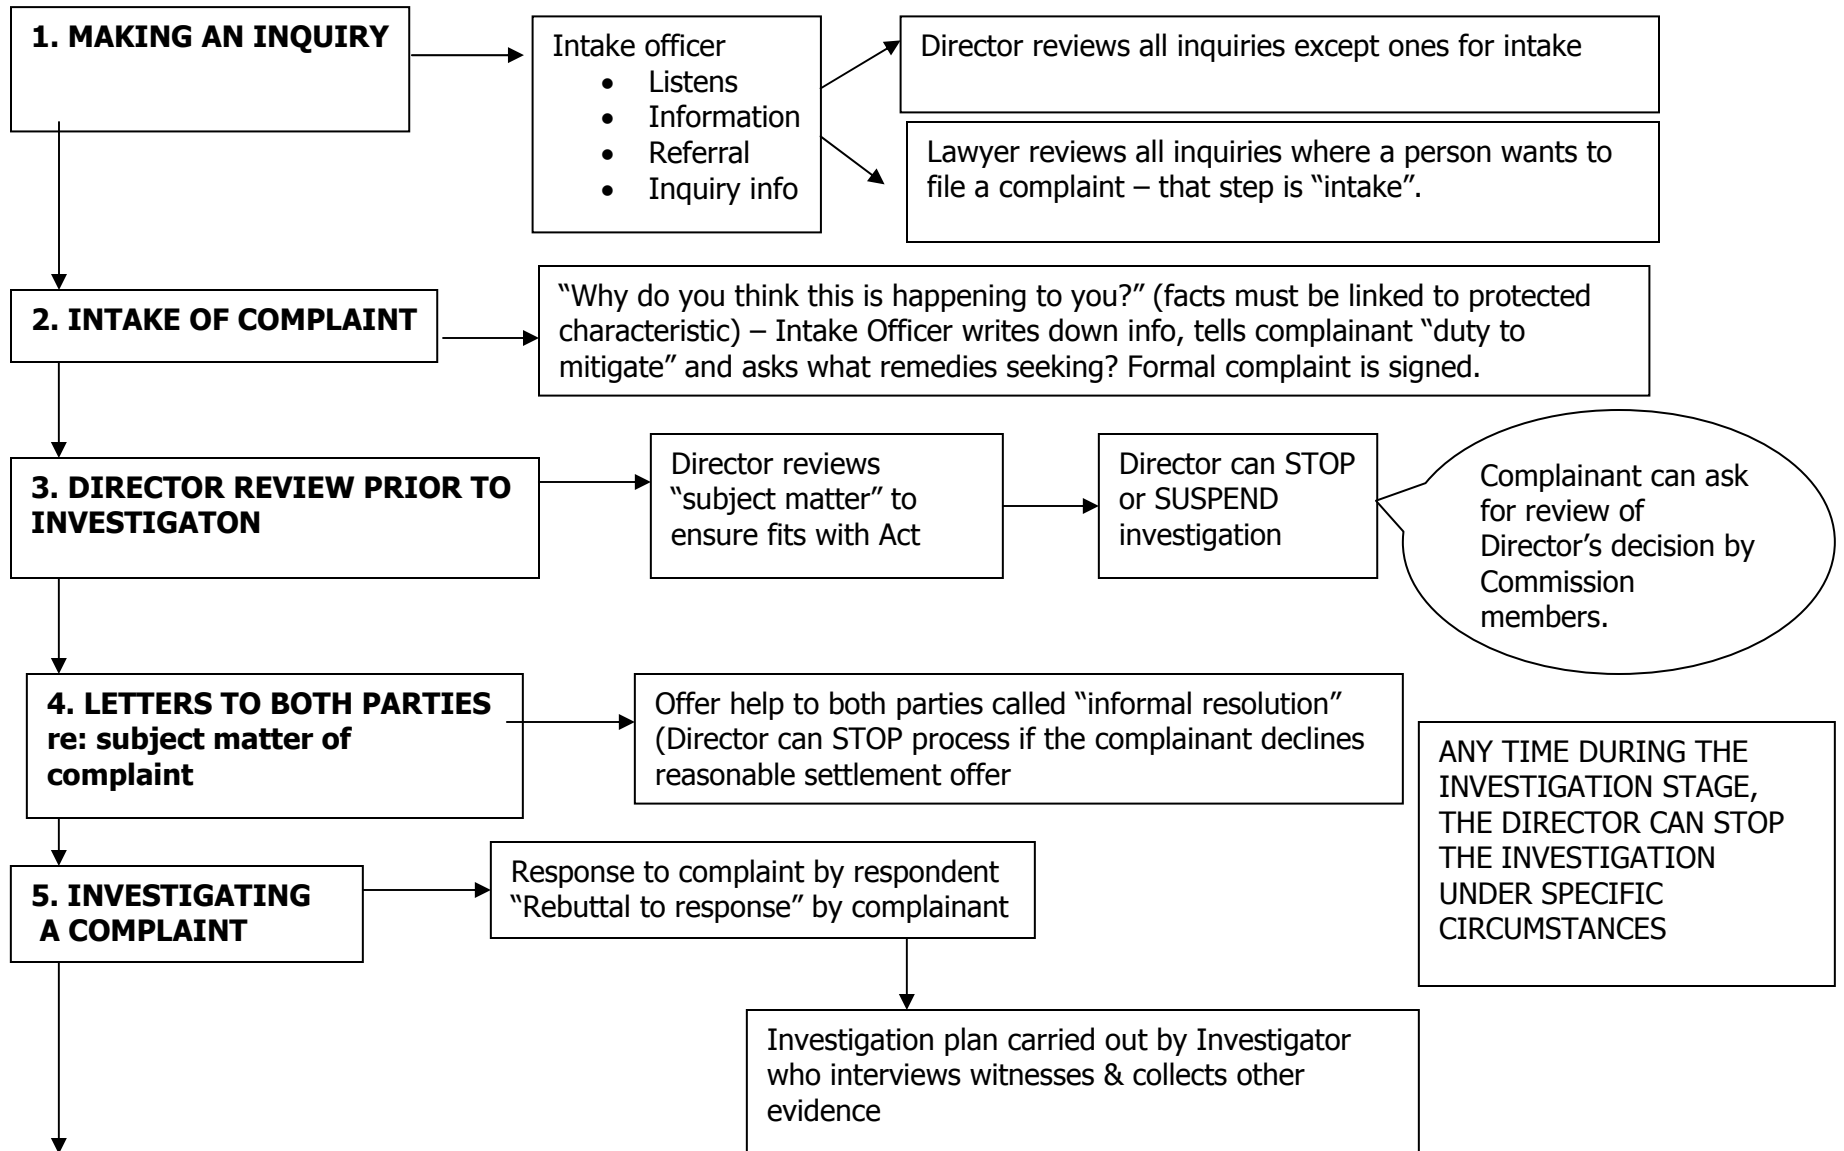 1. MAKING AN INQUIRY
Intake officer
• Listens
• Information
• Referral
• Inquiry info
Director reviews all inquiries except ones for intake
Lawyer reviews all inquiries where a person wants to
file a complaint – that step is “intake”.
2. INTAKE OF COMPLAINT
“Why do you think this is happening to you?” (facts must be linked to protected
characteristic) – Intake Officer writes down info, tells complainant “duty to
mitigate” and asks what remedies seeking? Formal complaint is signed.
3. DIRECTOR REVIEW PRIOR TO
INVESTIGATON
Director reviews
“subject matter” to
ensure fits with Act
Director can STOP
or SUSPEND
investigation
Complainant can ask
for review of
Director’s decision by
Commission
members.
4. LETTERS TO BOTH PARTIES
re: subject matter of
complaint
Offer help to both parties called “informal resolution”
(Director can STOP process if the complainant declines
reasonable settlement offer
ANY TIME DURING THE
INVESTIGATION STAGE,
THE DIRECTOR CAN STOP
THE INVESTIGATION
UNDER SPECIFIC
CIRCUMSTANCES
5. INVESTIGATING
A COMPLAINT
Response to complaint by respondent
“Rebuttal to response” by complainant
Investigation plan carried out by Investigator
who interviews witnesses & collects other
evidence